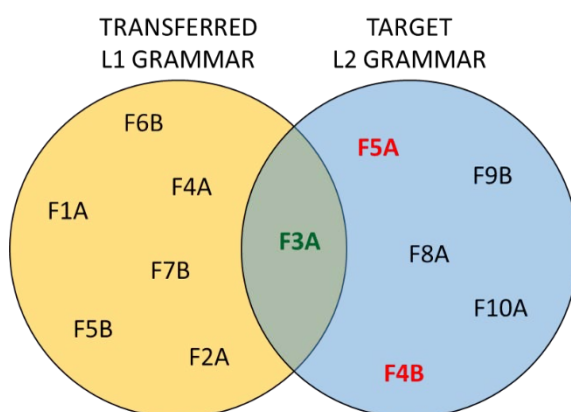 TRANSFERRED
L1 GRAMMAR
TARGET
L2 GRAMMAR
F6B
F4A
F1A
F7B
F5B
F2A
F3A
F5A
F9B
F8A
F10A
F4B